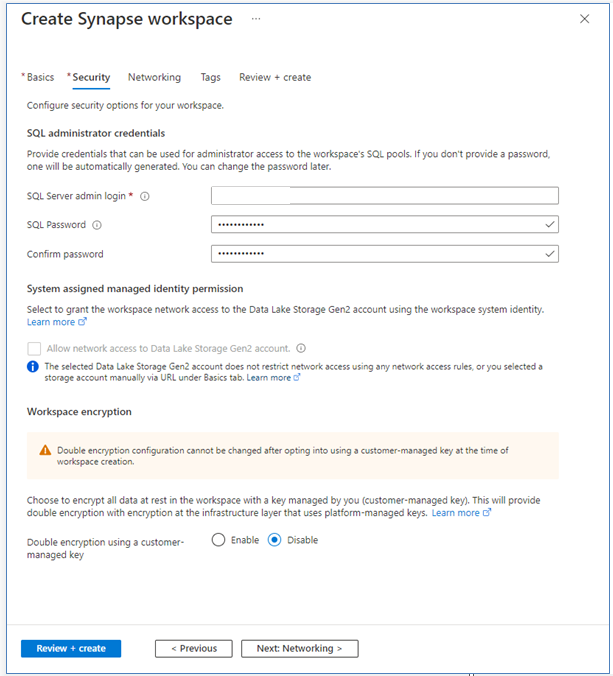 Create Synapse workspace ...
* Basics * Security Networking Tags Review + create
Configure security options for your workspace.
SQL administrator credentials
Provide credentials that can be used for administrator access to the workspace's SQL pools. If you don't provide a password,
one will be automatically generated. You can change the password later.
SQL Server admin login *
SQL Password ••••••••••••
Confirm password ••••••••••••
System assigned managed identity permission
Select to grant the workspace network access to the Data Lake Storage Gen2 account using the workspace system identity.
Learn more
Allow network access to Data Lake Storage Gen2 account.
The selected Data Lake Storage Gen2 account does not restrict network access using any network access rules, or you selected a
storage account manually via URL under Basics tab. Learn more
Workspace encryption
Double encryption configuration cannot be changed after opting into using a customer-managed key at the time of
workspace creation.
Choose to encrypt all data at rest in the workspace with a key managed by you (customer-managed key). This will provide
double encryption with encryption at the infrastructure layer that uses platform-managed keys. Learn more
Double encryption using a customer- Enable Disable
managed key
Review + create < Previous Next: Networking >